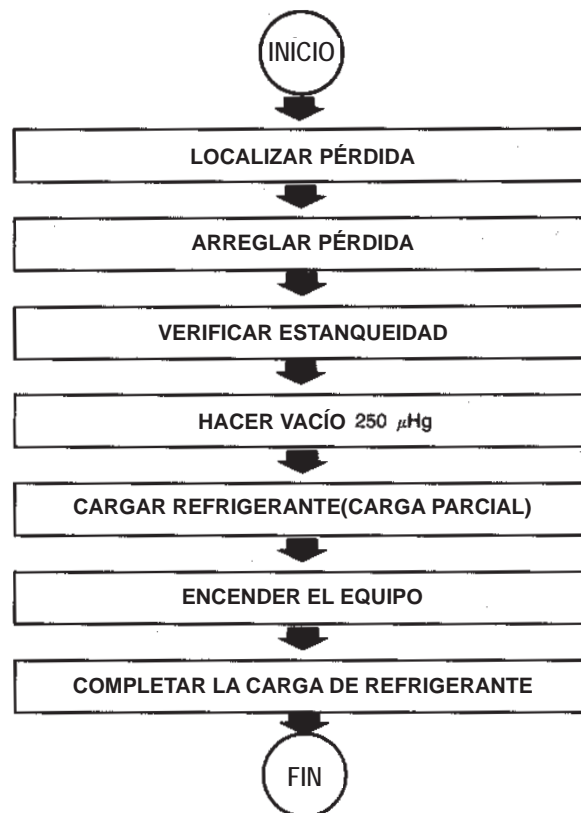 INICIO
LOCALIZAR PÉRDIDA
ARREGLAR PÉRDIDA
VERIFICAR ESTANQUEIDAD
HACER VACÍO 250 μHg
CARGAR REFRIGERANTE(CARGA PARCIAL)
ENCENDER EL EQUIPO
COMPLETAR LA CARGA DE REFRIGERANTE
FIN